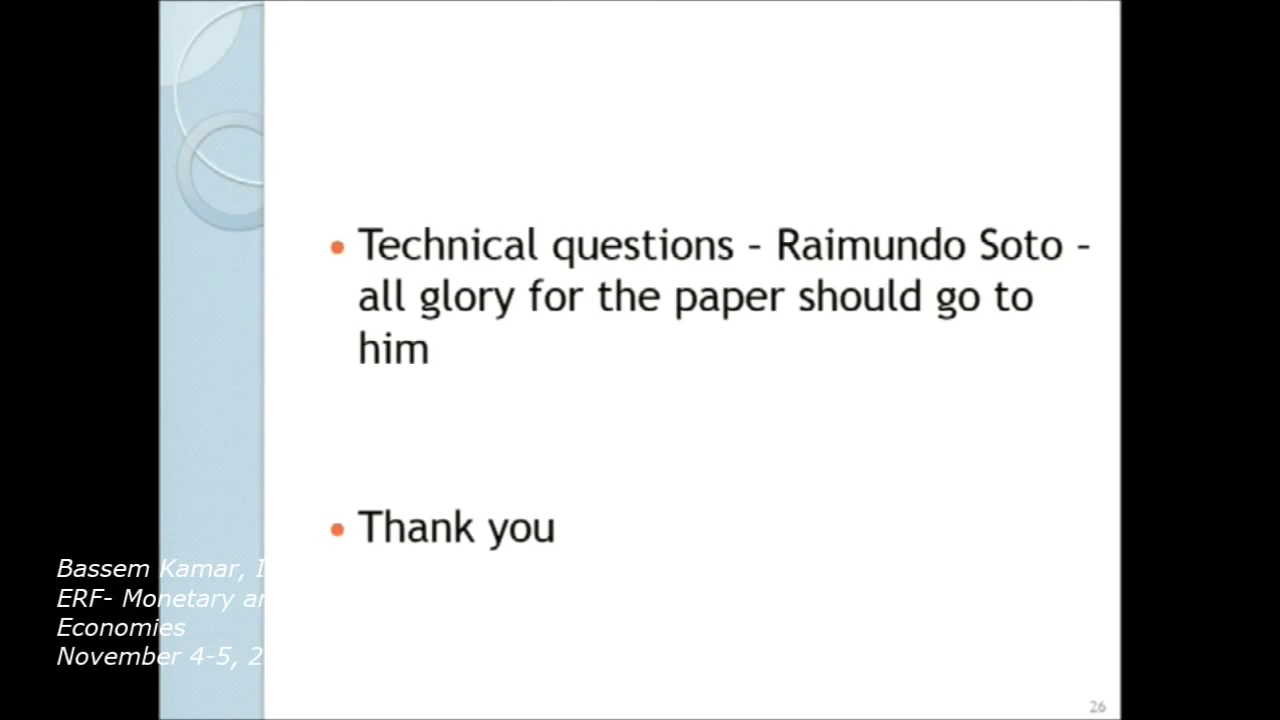 • Technical questions – Raimundo Soto –
all glory for the paper should go to
him
• Thank you
Bassem Kamar,
ERF- Monetary
Economies
November 4-5,
26